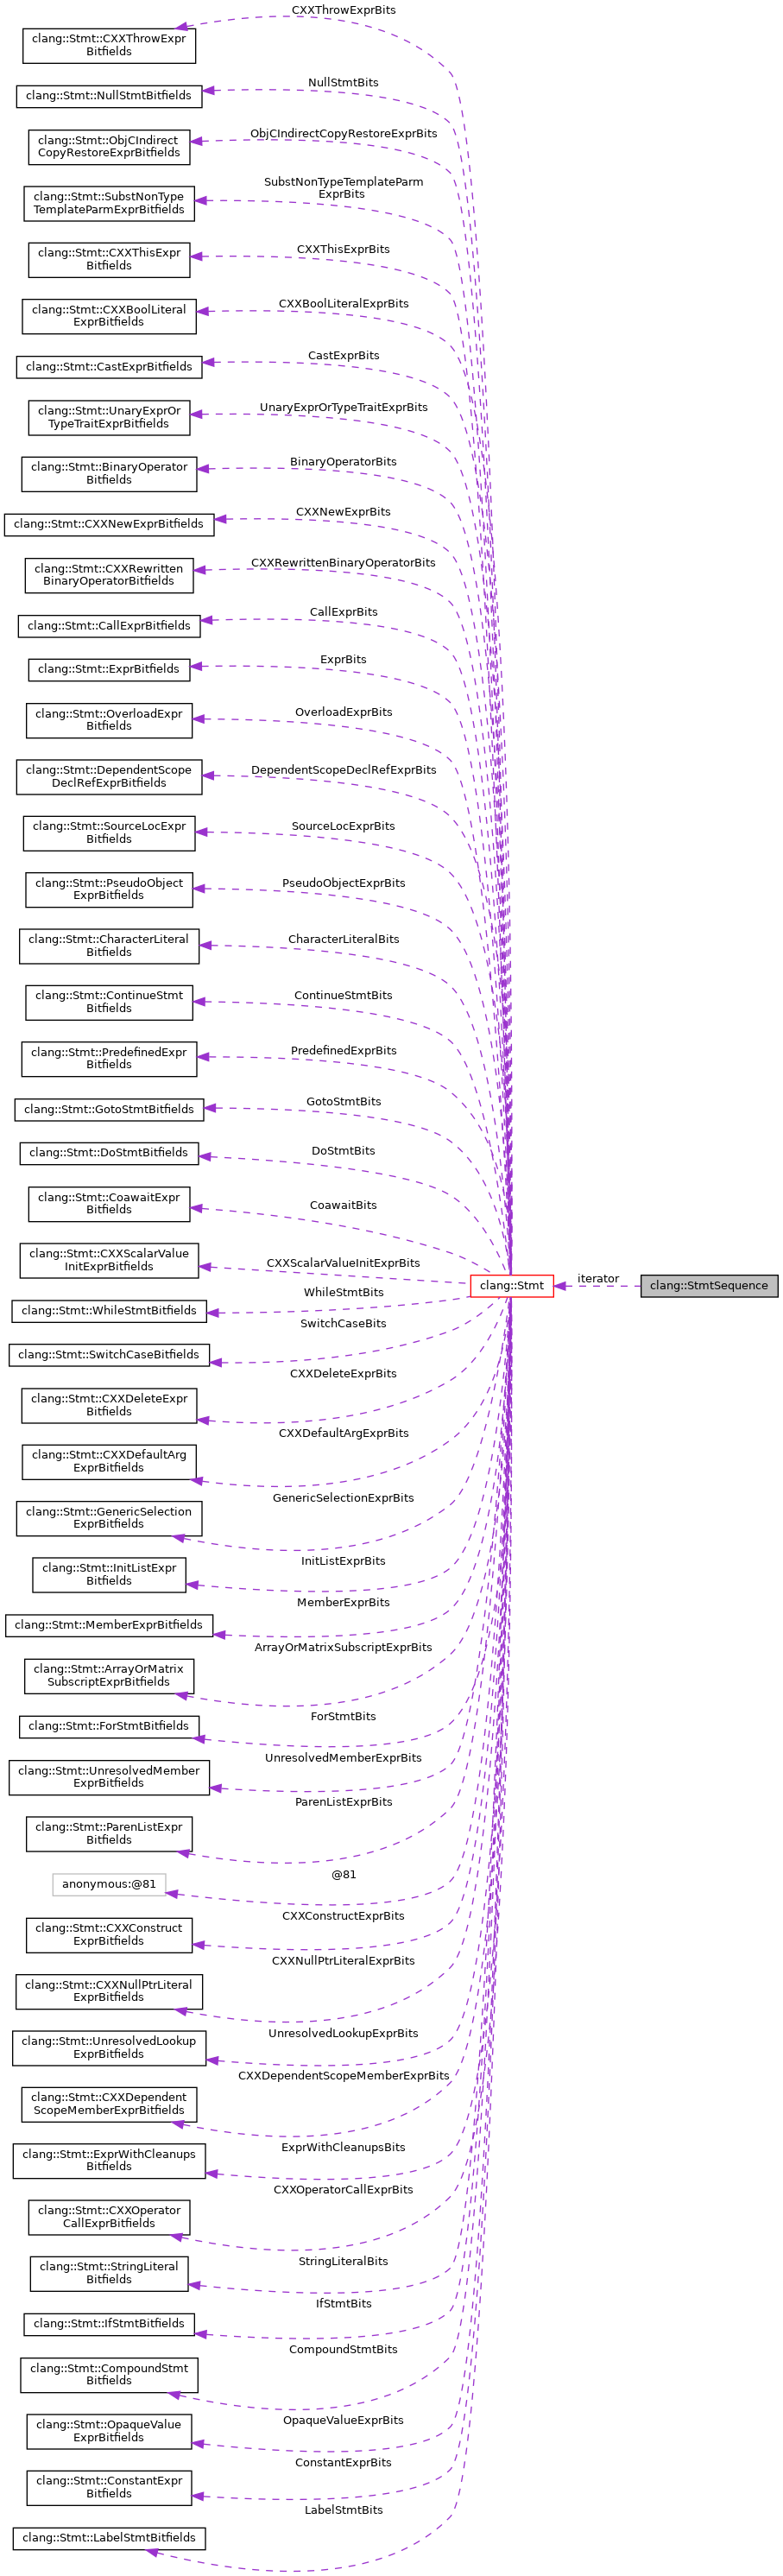 CXXThrowExprBits
clang::Stmt::CXXThrowExpr
Bitfields
NullStmtBits
clang::Stmt::NullStmtBitfields
ObjCIndirectCopyRestoreExprBits
clang::Stmt::ObjCIndirect
CopyRestoreExprBitfields
SubstNonTypeTemplateParm
ExprBits
clang::Stmt::SubstNonType
TemplateParmExprBitfields
CXXThisExprBits
clang::Stmt::CXXThisExpr
Bitfields
CXXBoolLiteralExprBits
clang::Stmt::CXXBoolLiteral
ExprBitfields
CastExprBits
clang::Stmt::CastExprBitfields
UnaryExprOrTypeTraitExprBits
clang::Stmt::UnaryExprOr
TypeTraitExprBitfields
BinaryOperatorBits
clang::Stmt::BinaryOperator
Bitfields
CXXNewExprBits
clang::Stmt::CXXNewExprBitfields
CXXRewrittenBinaryOperatorBits
clang::Stmt::CXXRewritten
BinaryOperatorBitfields
CallExprBits
clang::Stmt::CallExprBitfields
ExprBits
clang::Stmt::ExprBitfields
OverloadExprBits
clang::Stmt::OverloadExpr
Bitfields
DependentScopeDeclRefExprBits
clang::Stmt::DependentScope
DeclRefExprBitfields
SourceLocExprBits
clang::Stmt::SourceLocExpr
Bitfields
PseudoObjectExprBits
clang::Stmt::PseudoObject
ExprBitfields
CharacterLiteralBits
clang::Stmt::CharacterLiteral
Bitfields
ContinueStmtBits
clang::Stmt::ContinueStmt
Bitfields
PredefinedExprBits
clang::Stmt::PredefinedExpr
Bitfields
GotoStmtBits
clang::Stmt::GotoStmtBitfields
DoStmtBits
clang::Stmt::DoStmtBitfields
CoawaitBits
clang::Stmt::CoawaitExpr
Bitfields
CXXScalarValueInitExprBits
clang::Stmt::CXXScalarValue
InitExprBitfields
iterator
clang::Stmt
clang::StmtSequence
WhileStmtBits
clang::Stmt::WhileStmtBitfields
SwitchCaseBits
clang::Stmt::SwitchCaseBitfields
CXXDeleteExprBits
clang::Stmt::CXXDeleteExpr
Bitfields
CXXDefaultArgExprBits
clang::Stmt::CXXDefaultArg
ExprBitfields
GenericSelectionExprBits
clang::Stmt::GenericSelection
ExprBitfields
InitListExprBits
clang::Stmt::InitListExpr
Bitfields
MemberExprBits
clang::Stmt::MemberExprBitfields
ArrayOrMatrixSubscriptExprBits
clang::Stmt::ArrayOrMatrix
SubscriptExprBitfields
ForStmtBits
clang::Stmt::ForStmtBitfields
UnresolvedMemberExprBits
clang::Stmt::UnresolvedMember
ExprBitfields
ParenListExprBits
clang::Stmt::ParenListExpr
Bitfields
@81
anonymous:@81
CXXConstructExprBits
clang::Stmt::CXXConstruct
ExprBitfields
CXXNullPtrLiteralExprBits
clang::Stmt::CXXNullPtrLiteral
ExprBitfields
UnresolvedLookupExprBits
clang::Stmt::UnresolvedLookup
ExprBitfields
CXXDependentScopeMemberExprBits
clang::Stmt::CXXDependent
ScopeMemberExprBitfields
ExprWithCleanupsBits
clang::Stmt::ExprWithCleanups
Bitfields
CXXOperatorCallExprBits
clang::Stmt::CXXOperator
CallExprBitfields
StringLiteralBits
clang::Stmt::StringLiteral
Bitfields
IfStmtBits
clang::Stmt::IfStmtBitfields
CompoundStmtBits
clang::Stmt::CompoundStmt
Bitfields
OpaqueValueExprBits
clang::Stmt::OpaqueValue
ExprBitfields
ConstantExprBits
clang::Stmt::ConstantExpr
Bitfields
LabelStmtBits
clang::Stmt::LabelStmtBitfields